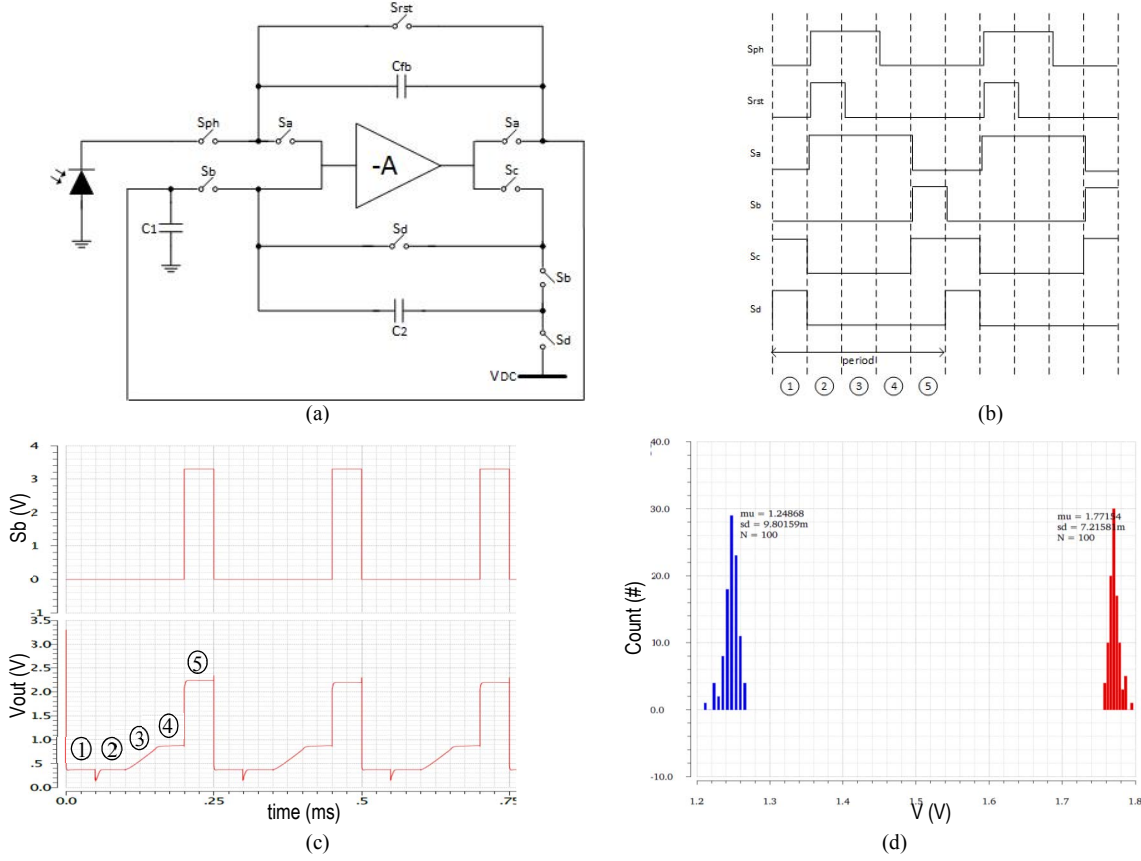 Srst
Cfb
Sph
Sa
Sa
-A
Sb
Sc
C1
Sd
Sb
C2
Sd
VDC
(a)
Sph
Srst
Sa
Sb
Sc
Sd
period
1 2 3 4 5
(b)
Sb (V)
4
3
2
1
0
-1
Vout (V)
3.5
3.0
2.5
2.0
1.5
1.0
.5
0.0
1 2 3 4 5
0.0 .25 .5 .75
time (ms)
(c)
Count (#)
40.0
30.0
20.0
10.0
0.0
-10.0
mu = 1.24868
sd = 9.80159m
N = 100
mu = 1.77154
sd = 7.21581m
N = 100
1.2 1.3 1.4 1.5 1.6 1.7 1.8
V (V)
(d)